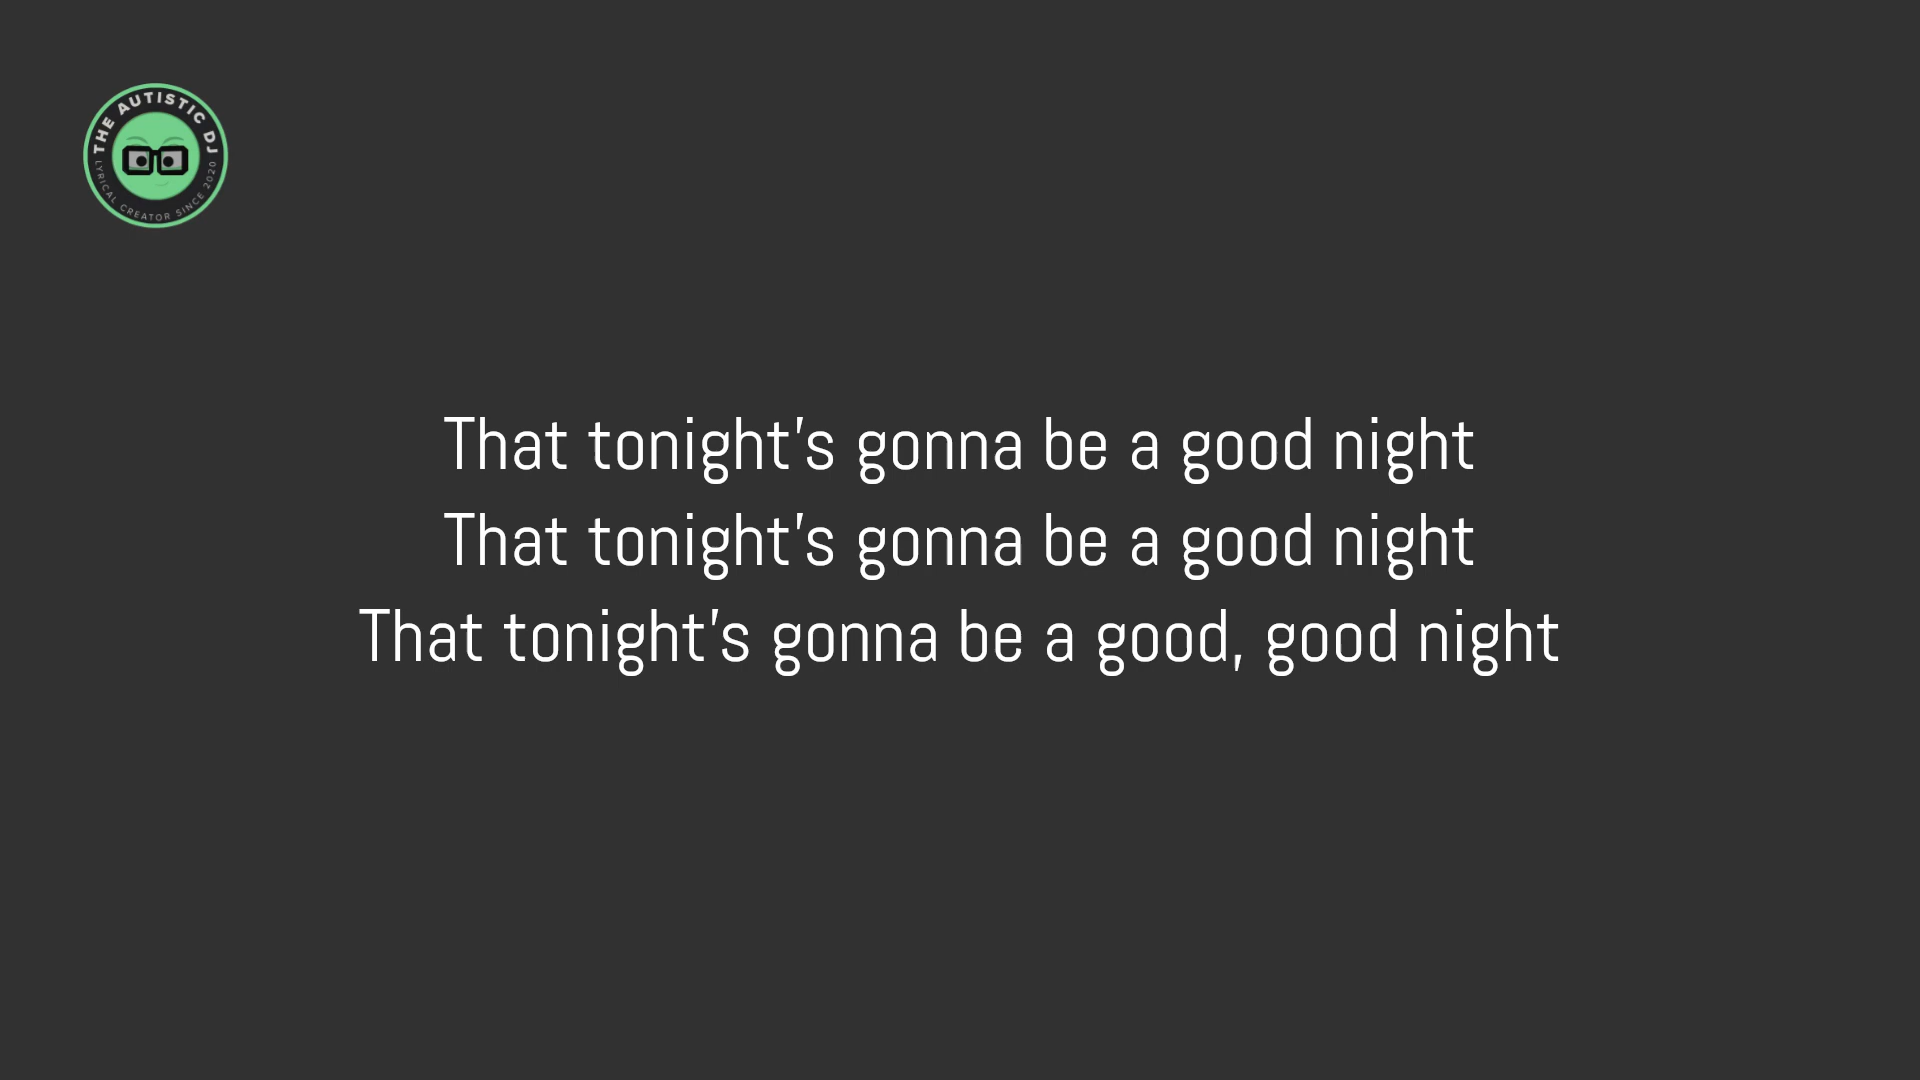 THE AUTISTIC DJ
LYRICAL CREATOR SINCE 2020
That tonight's gonna be a good night
That tonight's gonna be a good night
That tonight's gonna be a good, good night